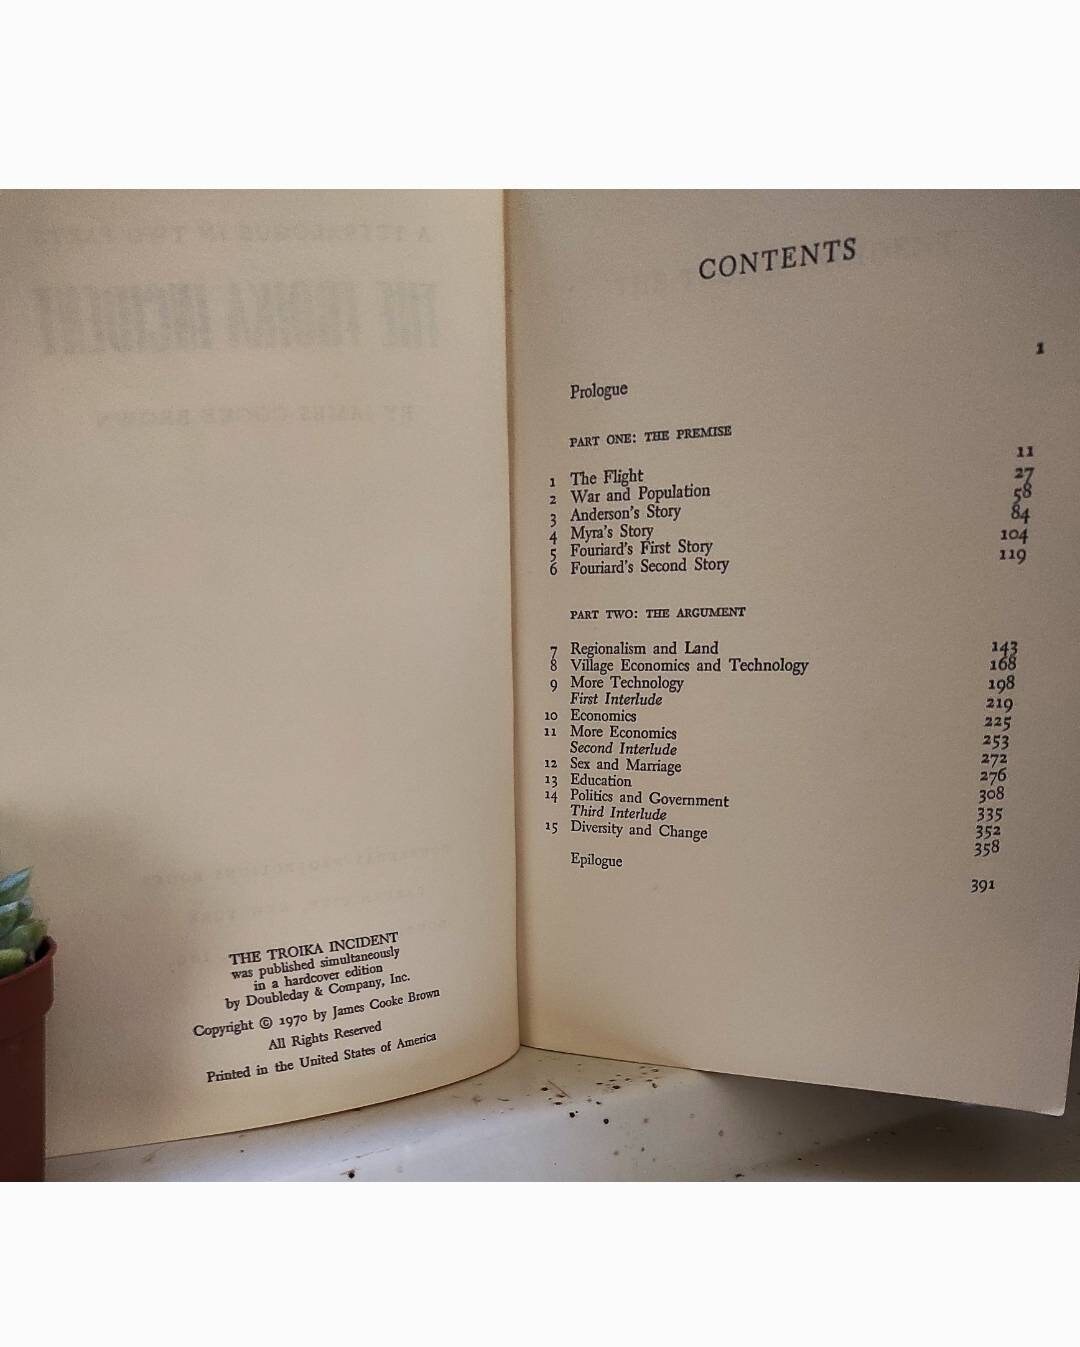 THE TROIKA INCIDENT
was published simultaneously
in a hardcover edition
by Doubleday & Company, Inc.
Copyright © 1970 by James Cooke Brown
All Rights Reserved
Printed in the United States of America
CONTENTS
Prologue 1
PART ONE: THE PREMISE
1 The Flight 11
2 War and Population 27
3 Anderson's Story 58
4 Myra's Story 84
5 Fouriard's First Story 104
6 Fouriard's Second Story 119
PART TWO: THE ARGUMENT
7 Regionalism and Land 143
8 Village Economics and Technology 168
9 More Technology 198
First Interlude 219
10 Economics 225
11 More Economics 253
Second Interlude 272
12 Sex and Marriage 276
13 Education 308
14 Politics and Government 335
Third Interlude 352
15 Diversity and Change 358
Epilogue 391